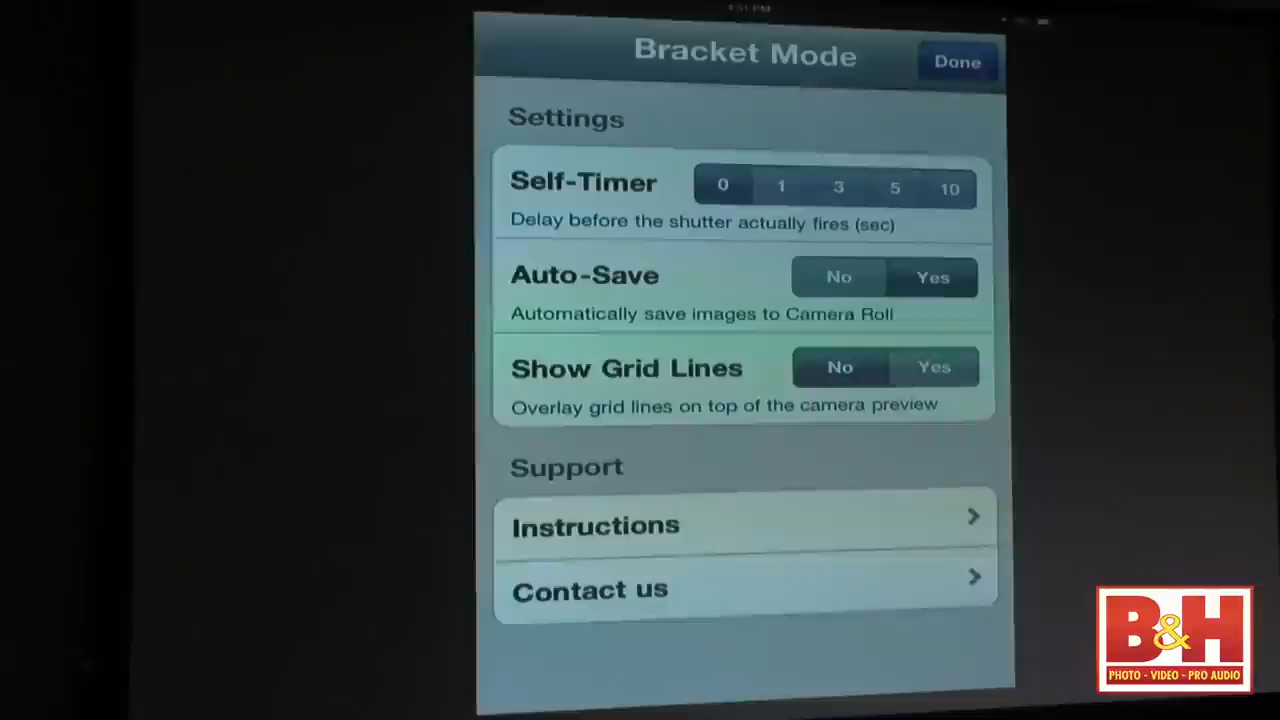 Bracket Mode
Done
Settings
Self-Timer 0 1 3 5 10
Delay before the shutter actually fires (sec)
Auto-Save No Yes
Automatically save images to Camera Roll
Show Grid Lines No Yes
Overlay grid lines on top of the camera preview
Support
Instructions
Contact us
B&H
PHOTO - VIDEO - PRO AUDIO